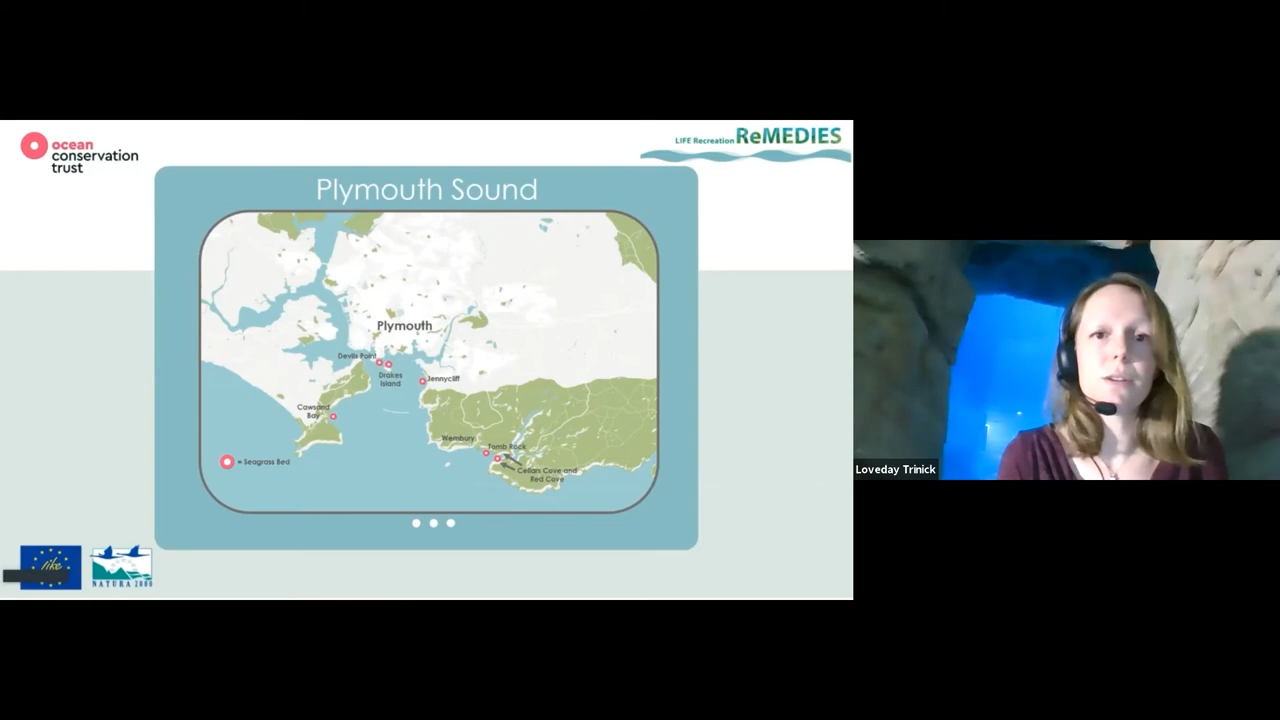 ocean
conservation
trust
LIFE Recreation ReMEDIES
Plymouth Sound
Plymouth
Devils Point
Drakes
Island
Jennycliff
Cawsand
Bay
Wembury
Tomb Rock
Cellars Cove and
Red Cove
= Seagrass Bed
life
NATURA 2000
Loveday Trinick